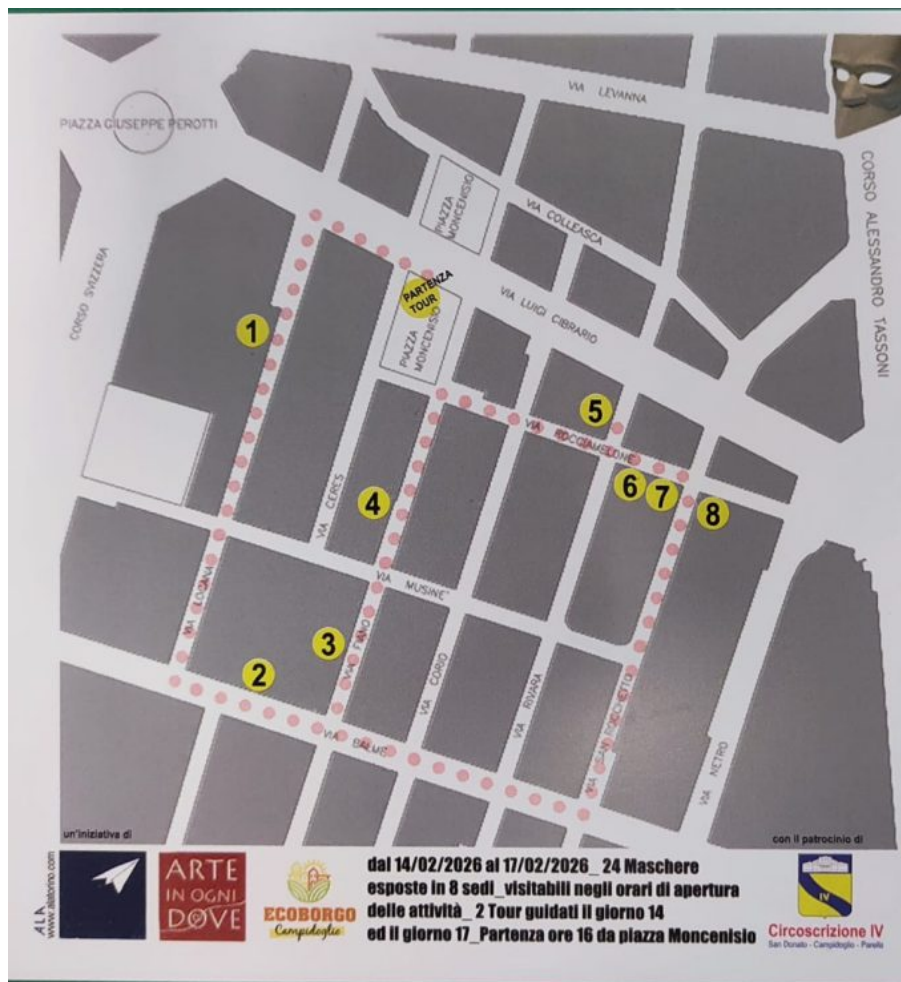 VIA LEVANNA
PIAZZA GIUSEPPE PEROTTI
CORSO ALESSANDRO TASSONI
PIAZZA
MONCENISIO
VIA COLLEASCA
CORSO SVIZZERA
PARTENZA
TOUR
VIA LUIGI CIBRARIO
1
PIAZZA
MONCENISIO
5
VIA ROCCIAMELONE
6
7
8
4
VIA CERES
VIA MUSINE'
VIA LOCANA
3
VIA FIANO
2
VIA CORIO
VIA RIVARA
VIA SAN ROCCHETTO
VIA BALME
VIA NETRO
un'iniziativa di
con il patrocinio di
ALA
www.alatorino.com
ARTE
IN OGNI
DOVE
ECOBORGO
Campidoglio
dal 14/02/2026 al 17/02/2026_ 24 Maschere
esposte in 8 sedi_visitabili negli orari di apertura
delle attività_ 2 Tour guidati il giorno 14
ed il giorno 17_Partenza ore 16 da piazza Moncenisio
IV
Circoscrizione IV
San Donato - Campidoglio - Parella